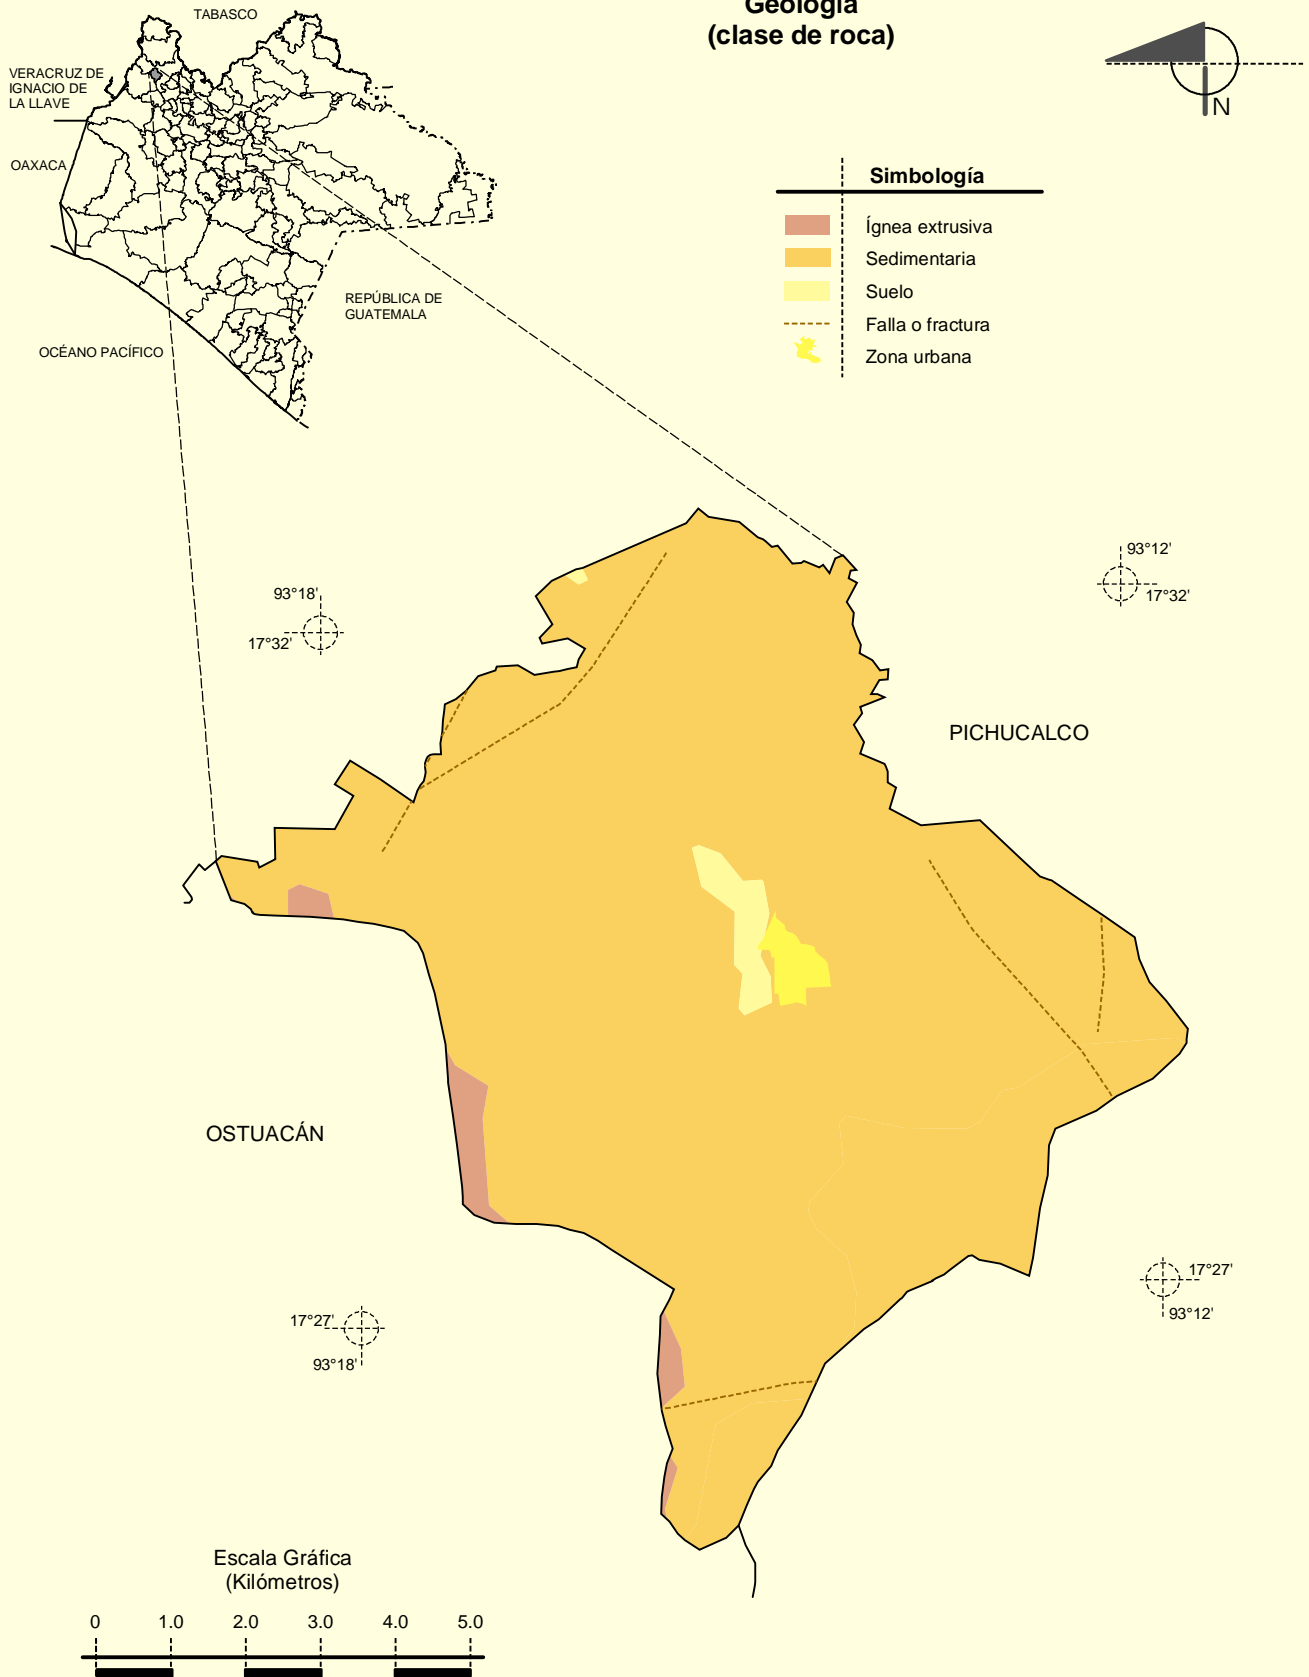 Geología
(clase de roca)
TABASCO
VERACRUZ DE
IGNACIO DE
LA LLAVE
OAXACA
REPÚBLICA DE
GUATEMALA
OCÉANO PACÍFICO
N
Simbología
Ígnea extrusiva
Sedimentaria
Suelo
Falla o fractura
Zona urbana
93°12'
17°32'
93°18'
17°32'
PICHUCALCO
OSTUACÁN
17°27'
93°12'
17°27'
93°18'
Escala Gráfica
(Kilómetros)
0 1.0 2.0 3.0 4.0 5.0